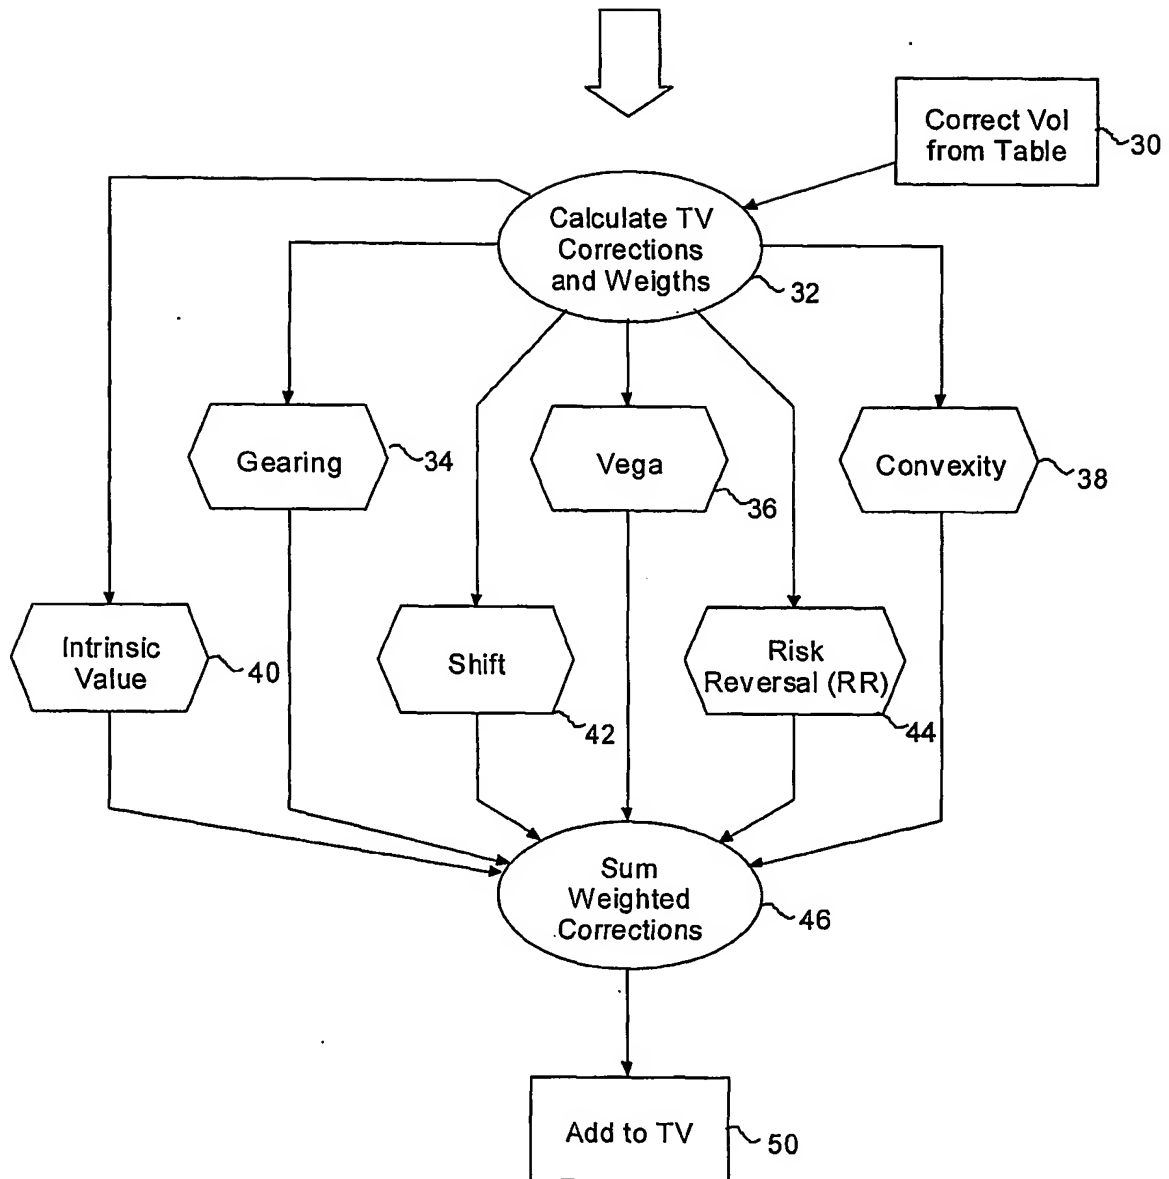 Correct Vol
from Table
30
Calculate TV
Corrections
and Weigths
32
Gearing
34
Vega
36
Convexity
38
Intrinsic
Value
40
Shift
42
Risk
Reversal (RR)
44
Sum
Weighted
Corrections
46
Add to TV
50